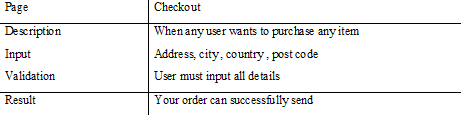 Page Checkout
Description When any user wants to purchase any item
Input Address, city, country, post code
Validation User must input all details
Result Your order can successfully send